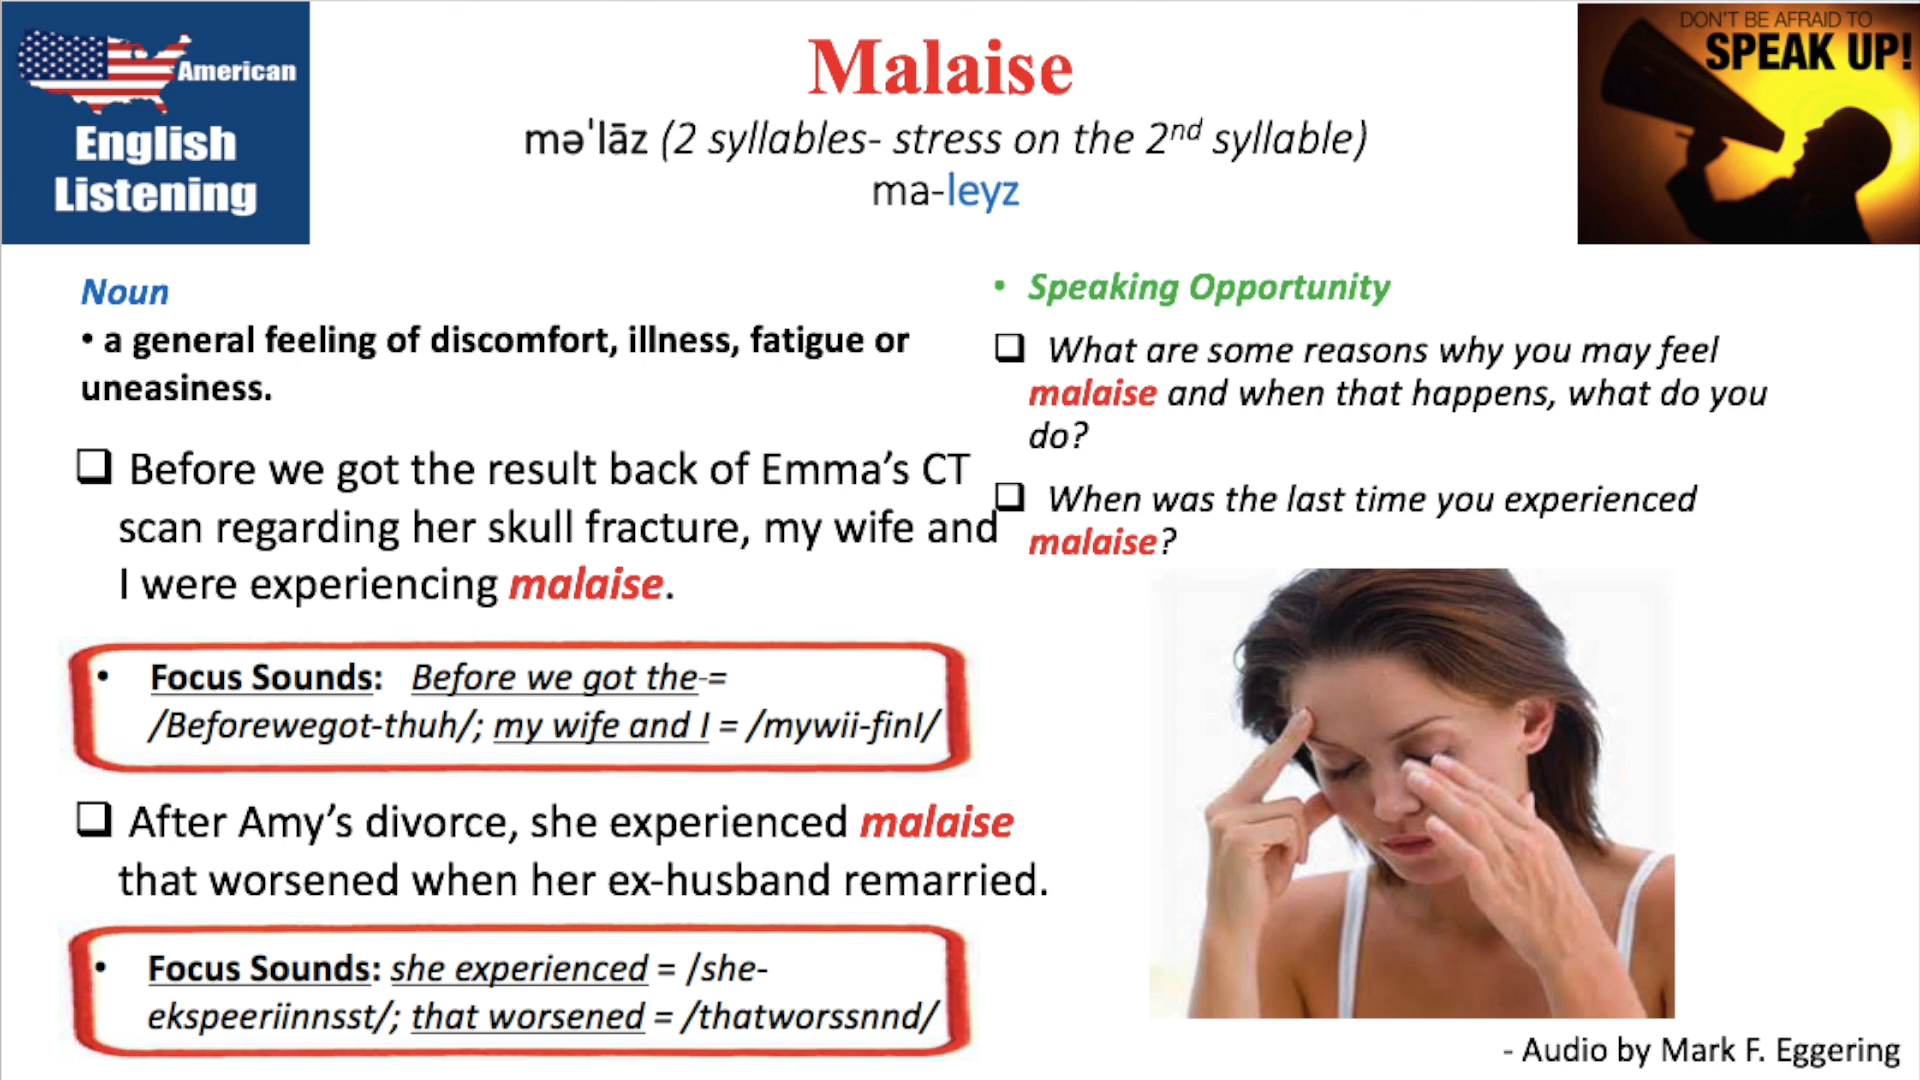 American
English
Listening
Malaise
məˈlāz (2 syllables- stress on the 2nd syllable)
ma-leyz
DON'T BE AFRAID TO
SPEAK UP!
Noun
• a general feeling of discomfort, illness, fatigue or
uneasiness.
❑ Before we got the result back of Emma’s CT
scan regarding her skull fracture, my wife and
I were experiencing malaise.
• Focus Sounds: Before we got the-=
/Beforewegot-thuh/; my wife and I = /mywii-finI/
❑ After Amy’s divorce, she experienced malaise
that worsened when her ex-husband remarried.
• Focus Sounds: she experienced = /she-
ekspeeriinnsst/; that worsened = /thatworssnnd/
• Speaking Opportunity
❑ What are some reasons why you may feel
malaise and when that happens, what do you
do?
❑ When was the last time you experienced
malaise?
- Audio by Mark F. Eggering